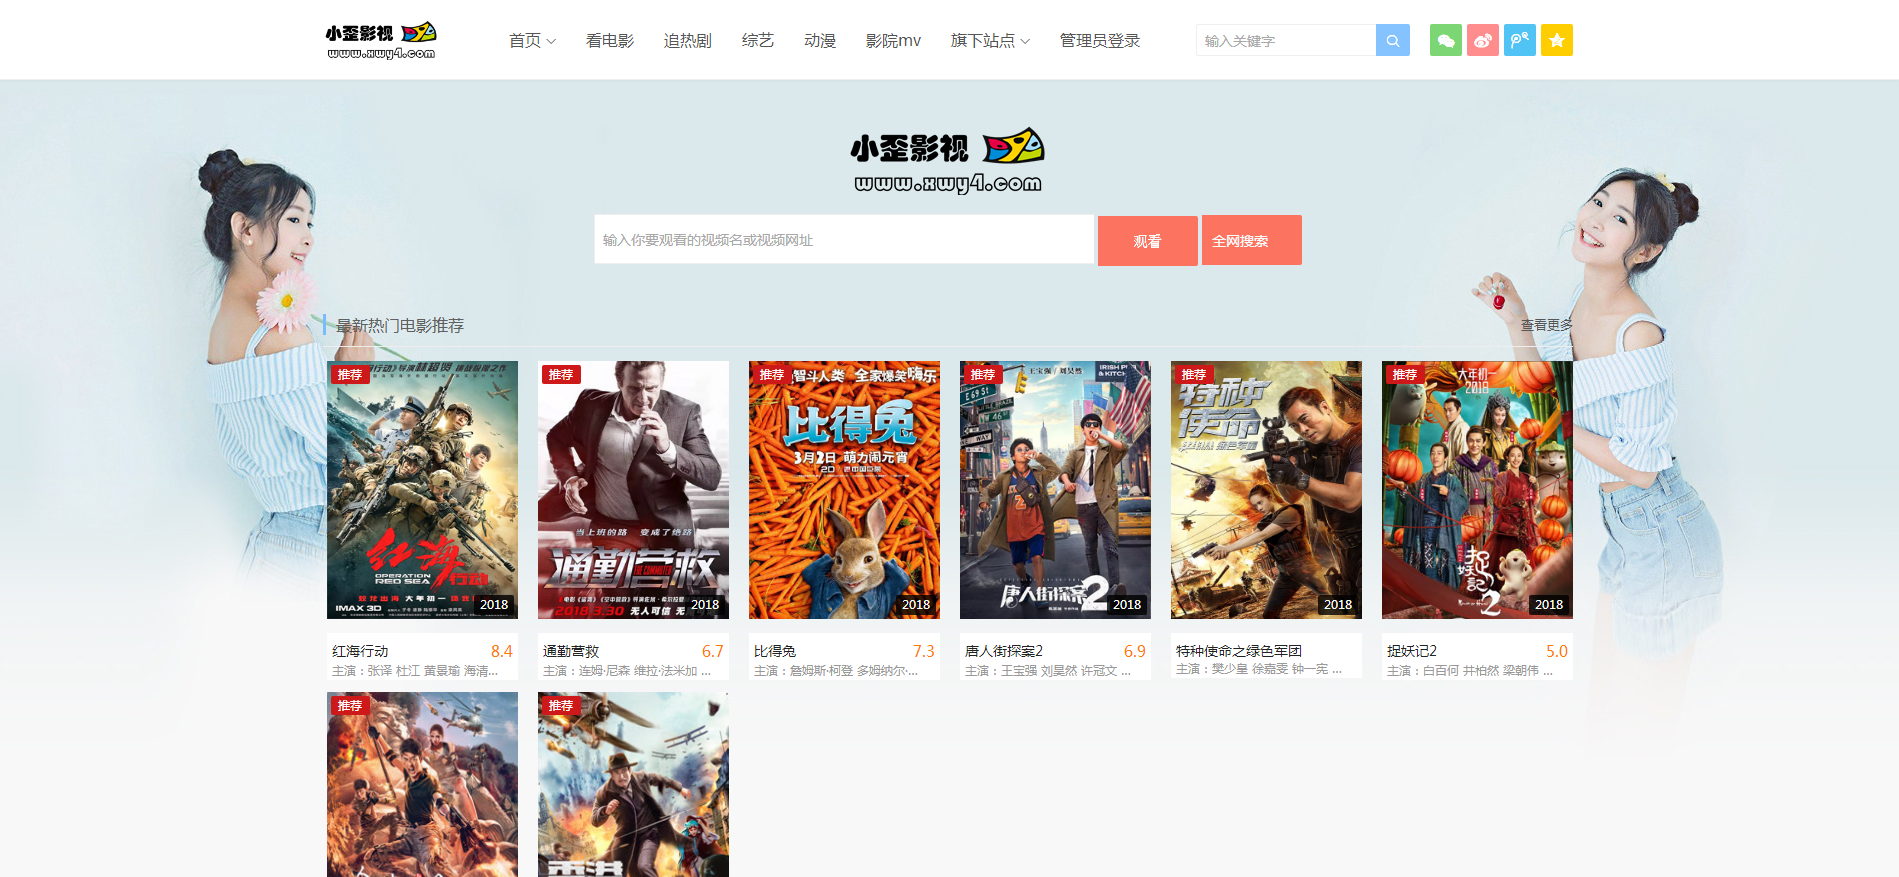 小歪影视
www.xwy4.com
首页 看电影 追热剧 综艺 动漫 影院mv 旗下站点 管理员登录
输入关键字
小歪影视
www.xwy4.com
输入你要观看的视频名或视频网址 观看 全网搜索
最新热门电影推荐 查看更多
推荐
红海行动
OPERATION
RED SEA
IMAX 3D
2018
推荐
当上班的路 变成了绝路
通勤营救
THE COMMUTER
2018 3.30 无人可信 无
2018
推荐
智斗人类 全家爆笑嗨乐
比得兔
3月2日 萌力闹元宵
2018
推荐
王宝强 / 刘昊然
E 69 St
W 46
唐人街探案2
2018
推荐
特种使命
2018
推荐
大年初一
2018
捉妖记2
2018
红海行动 8.4
主演：张译 杜江 黄景瑜 海清...
通勤营救 6.7
主演：连姆·尼森 维拉·法米加 ...
比得兔 7.3
主演：詹姆斯·柯登 多姆纳尔·...
唐人街探案2 6.9
主演：王宝强 刘昊然 许冠文 ...
特种使命之绿色军团
主演：樊少皇 徐嘉雯 钟一宪 ...
捉妖记2 5.0
主演：白百何 井柏然 梁朝伟 ...
推荐
推荐